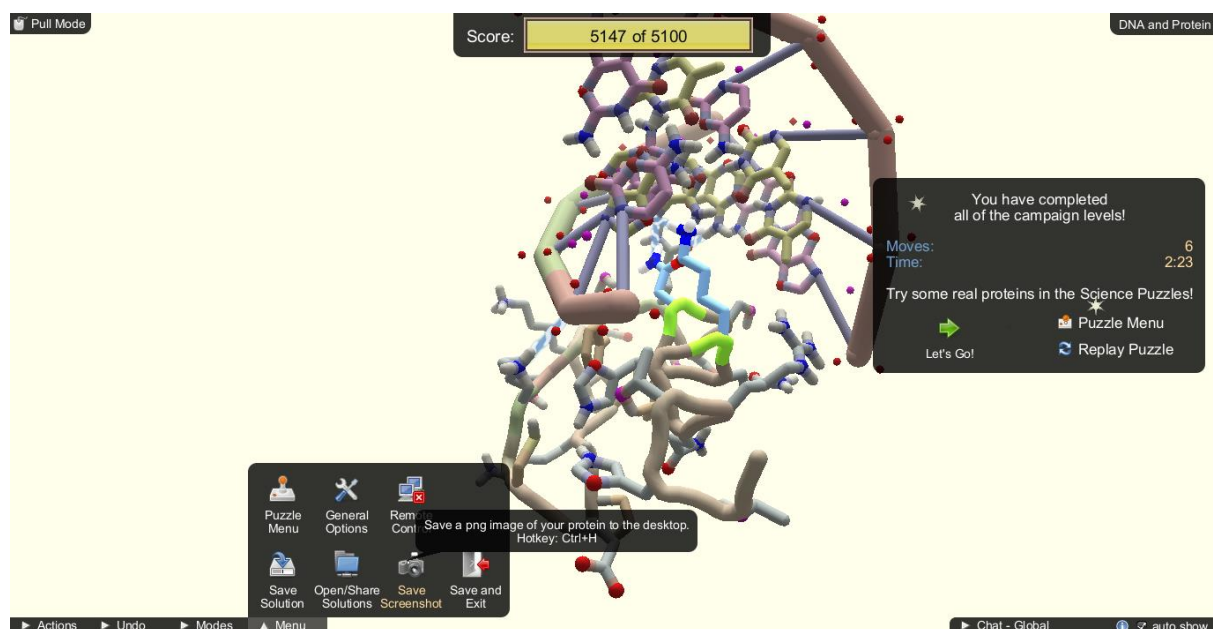 Pull Mode
Score: 5147 of 5100
DNA and Protein
You have completed
all of the campaign levels!
Moves: 6
Time: 2:23
Try some real proteins in the Science Puzzles!
Let's Go!
Puzzle Menu
Replay Puzzle
Puzzle
Menu
General
Options
Remote
Control
Save a png image of your protein to the desktop.
Hotkey: Ctrl+H
Save
Solution
Open/Share
Solutions
Save
Screenshot
Save and
Exit
Actions
Undo
Modes
Menu
Chat - Global
auto show